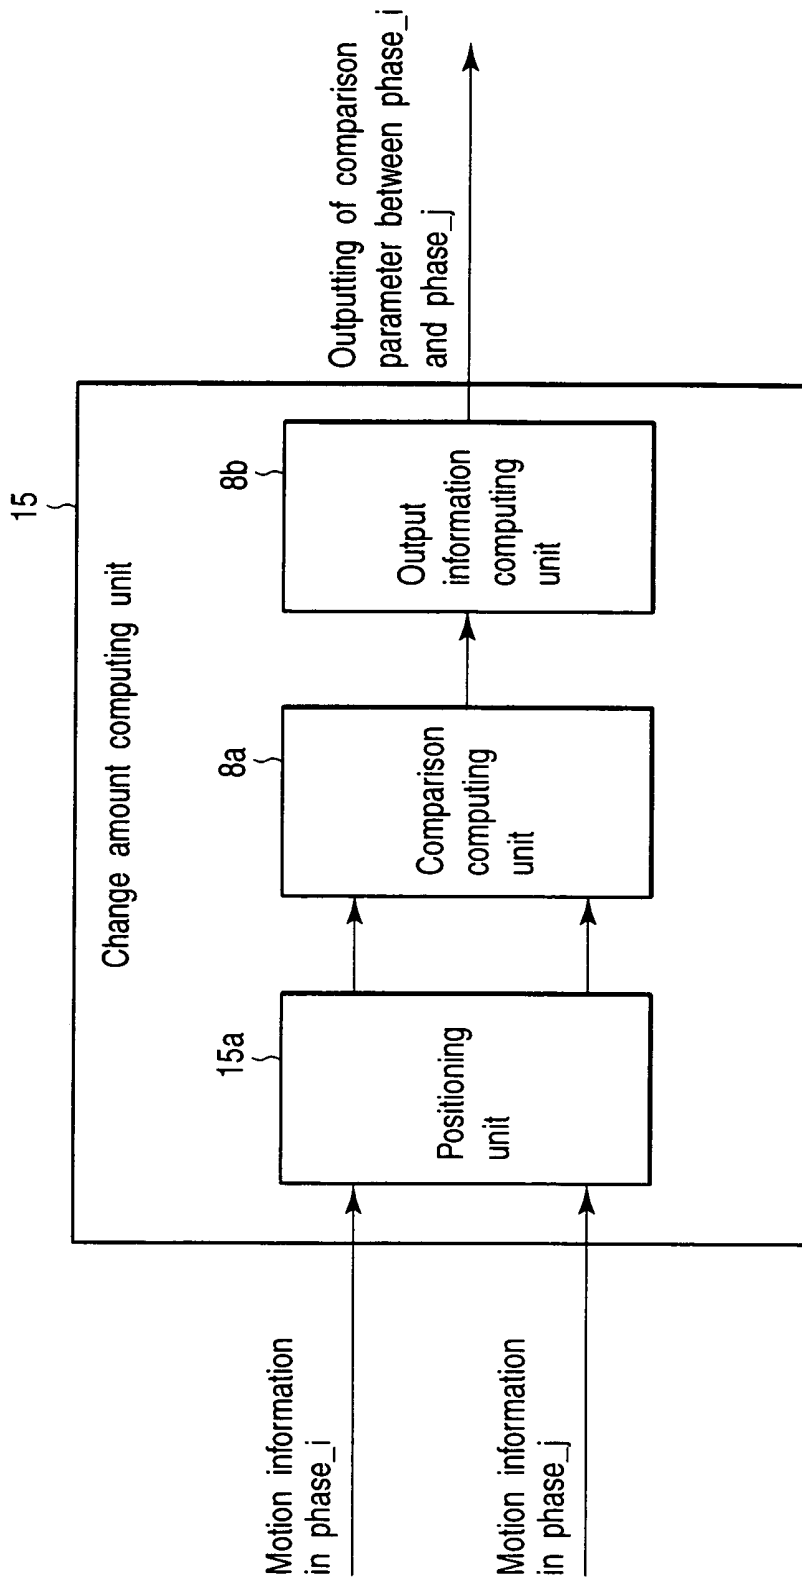 15
Change amount computing unit
Motion information
in phase_i
Motion information
in phase_j
15a
Positioning
unit
8a
Comparison
computing
unit
8b
Output
information
computing
unit
Outputting of comparison
parameter between phase_i
and phase_j